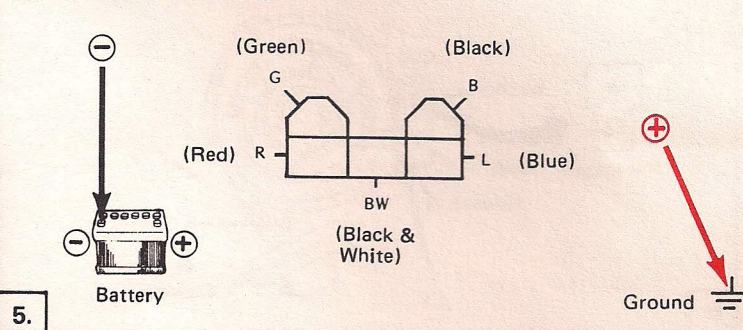 (Green) (Black)
G B
(Red) R L (Blue)
BW
(Black &
White)
Battery
Ground
5.